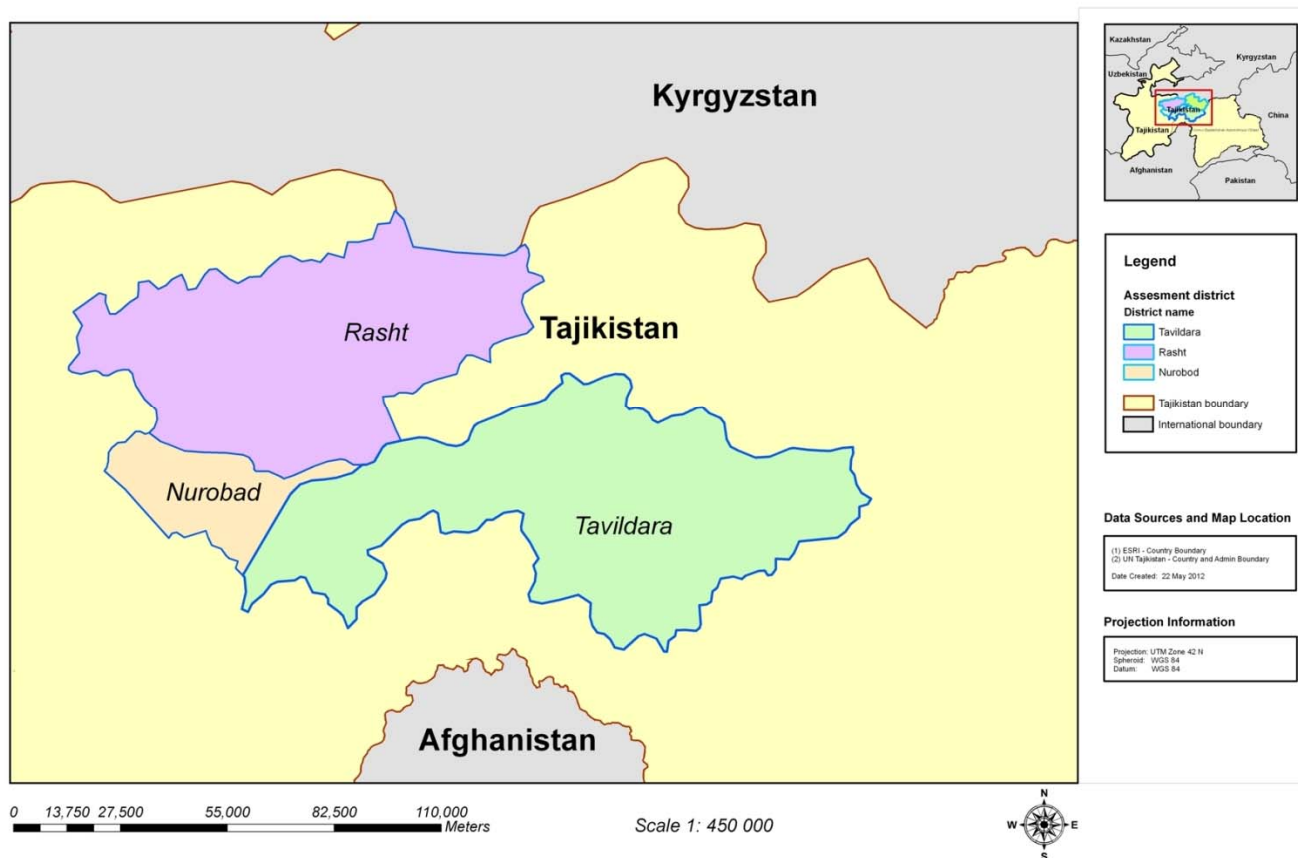 Kyrgyzstan
Rasht
Tajikistan
Nurobad
Tavildara
Afghanistan
0 13,750 27,500 55,000 82,500 110,000
Meters
Scale 1: 450 000
N
W E
S
Kazakhstan
Kyrgyzstan
Uzbekistan
Tajikistan
China
Tajikistan
Afghanistan
Pakistan
Legend
Assesment district
District name
Tavildara
Rasht
Nurobod
Tajikistan boundary
International boundary
Data Sources and Map Location
(1) ESRI - Country Boundary
(2) UN Tajikistan - Country and Admin Boundary
Date Created: 22 May 2012
Projection Information
Projection: UTM Zone 42 N
Spheroid: WGS 84
Datum: WGS 84